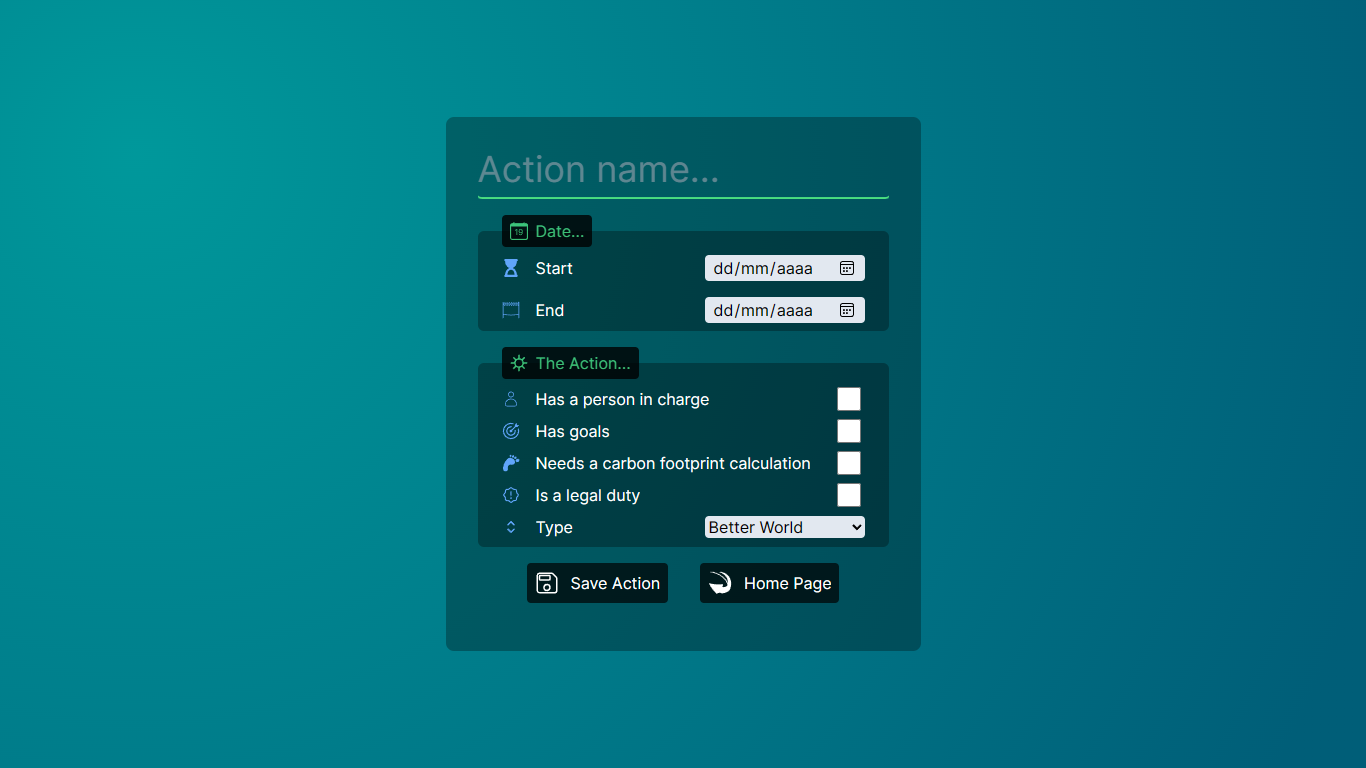 Action name...
19 Date...
Start dd/mm/aaaa
End dd/mm/aaaa
The Action...
Has a person in charge
Has goals
Needs a carbon footprint calculation
Is a legal duty
Type Better World
Save Action Home Page